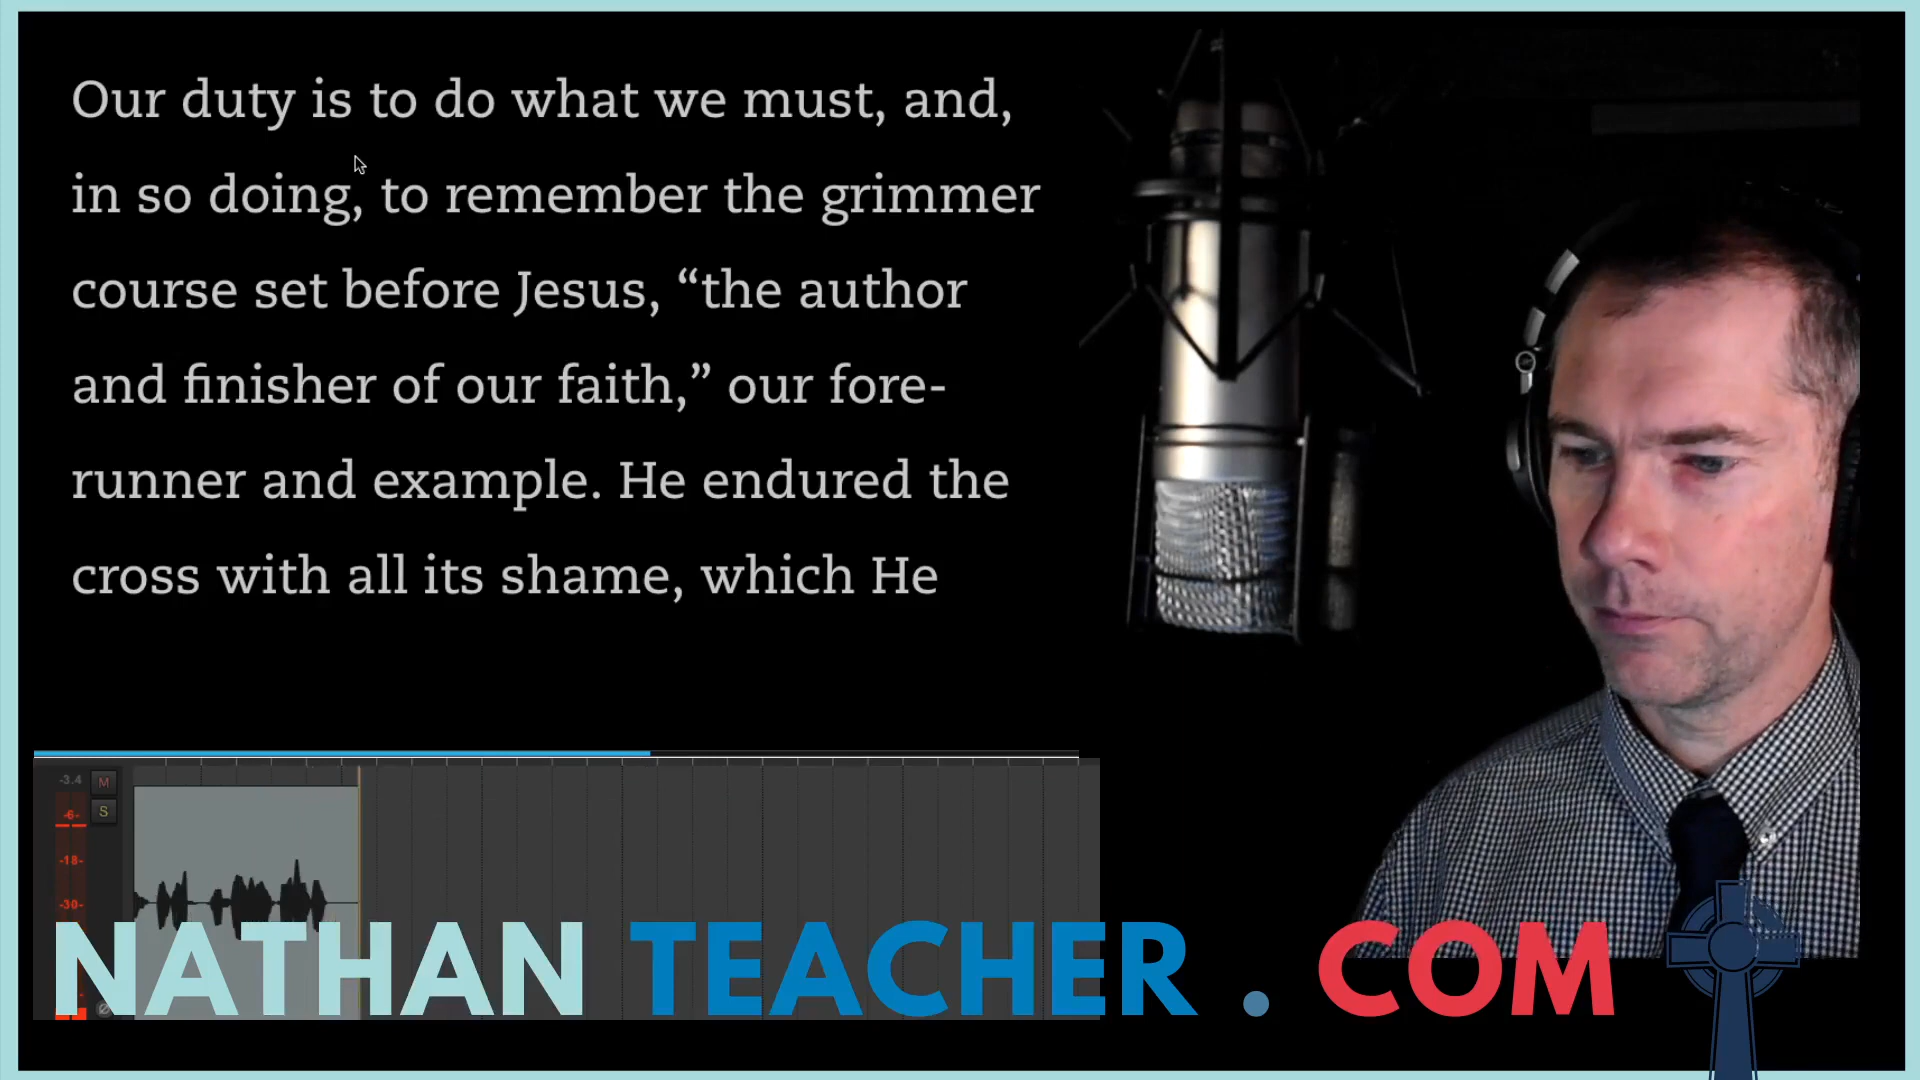 Our duty is to do what we must, and,
in so doing, to remember the grimmer
course set before Jesus, “the author
and finisher of our faith,” our fore-
runner and example. He endured the
cross with all its shame, which He
-3.4 M
-6- S
-18-
-30-
NATHAN TEACHER . COM